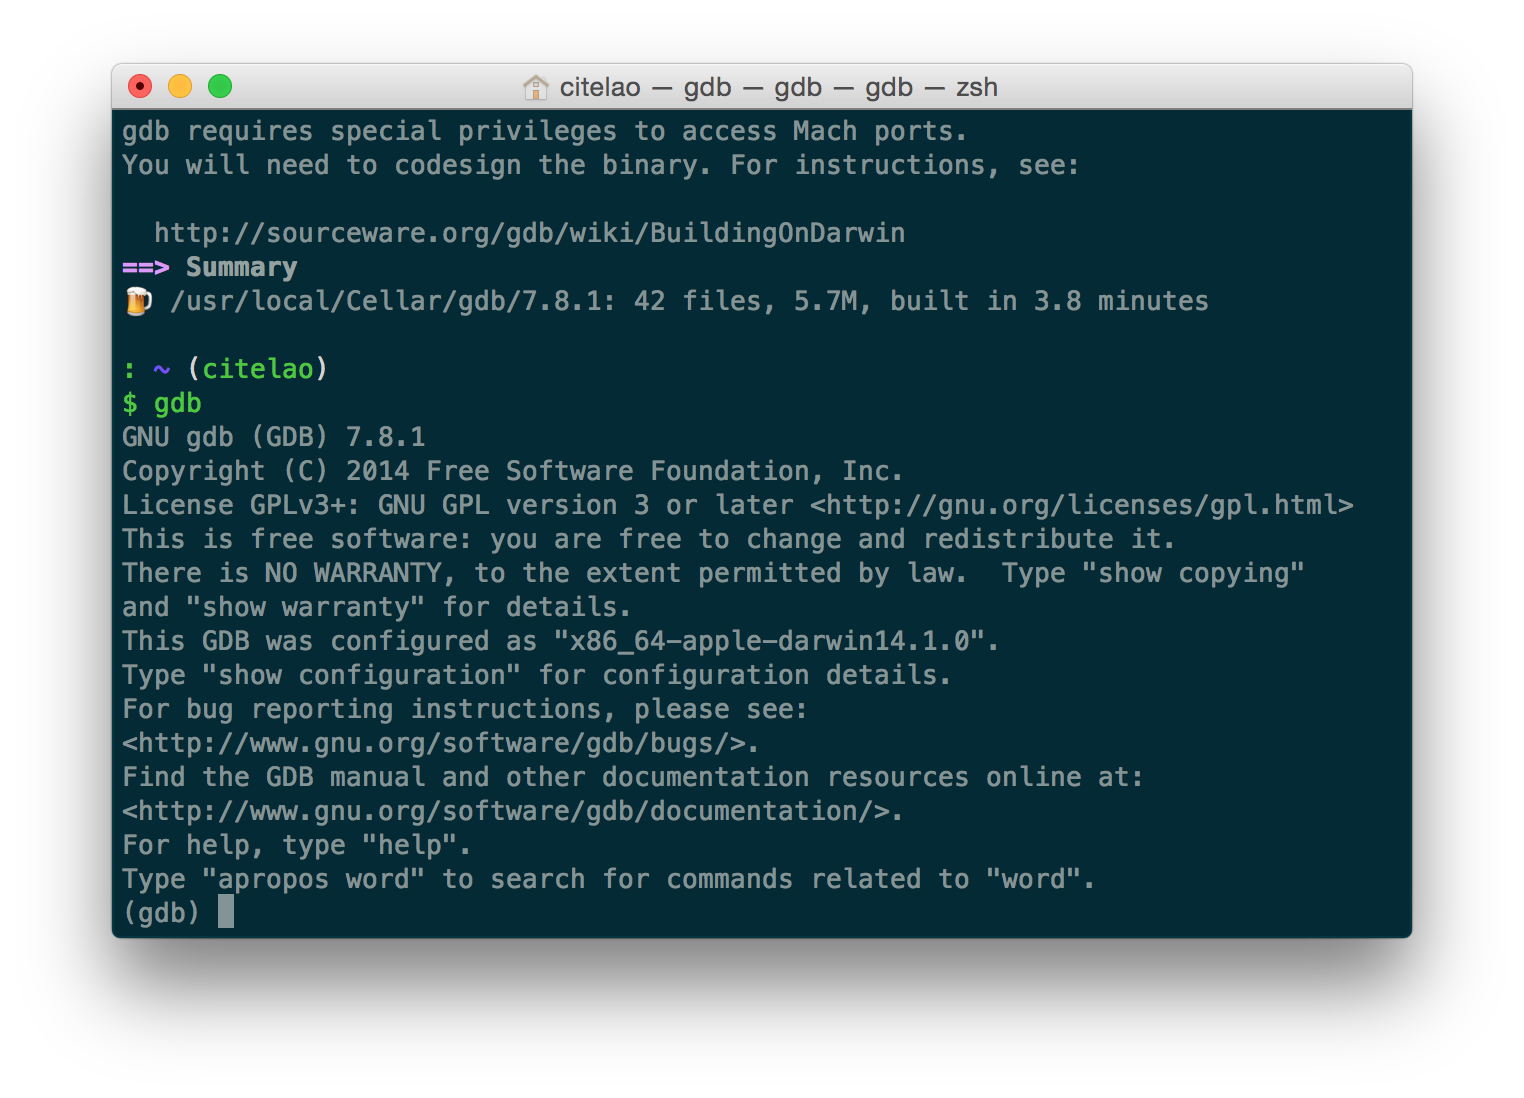 citelao — gdb — gdb — gdb — zsh
gdb requires special privileges to access Mach ports.
You will need to codesign the binary. For instructions, see:
http://sourceware.org/gdb/wiki/BuildingOnDarwin
==> Summary
🍺 /usr/local/Cellar/gdb/7.8.1: 42 files, 5.7M, built in 3.8 minutes
: ~ (citelao)
$ gdb
GNU gdb (GDB) 7.8.1
Copyright (C) 2014 Free Software Foundation, Inc.
License GPLv3+: GNU GPL version 3 or later <http://gnu.org/licenses/gpl.html>
This is free software: you are free to change and redistribute it.
There is NO WARRANTY, to the extent permitted by law.  Type "show copying"
and "show warranty" for details.
This GDB was configured as "x86_64-apple-darwin14.1.0".
Type "show configuration" for configuration details.
For bug reporting instructions, please see:
<http://www.gnu.org/software/gdb/bugs/>.
Find the GDB manual and other documentation resources online at:
<http://www.gnu.org/software/gdb/documentation/>.
For help, type "help".
Type "apropos word" to search for commands related to "word".
(gdb)